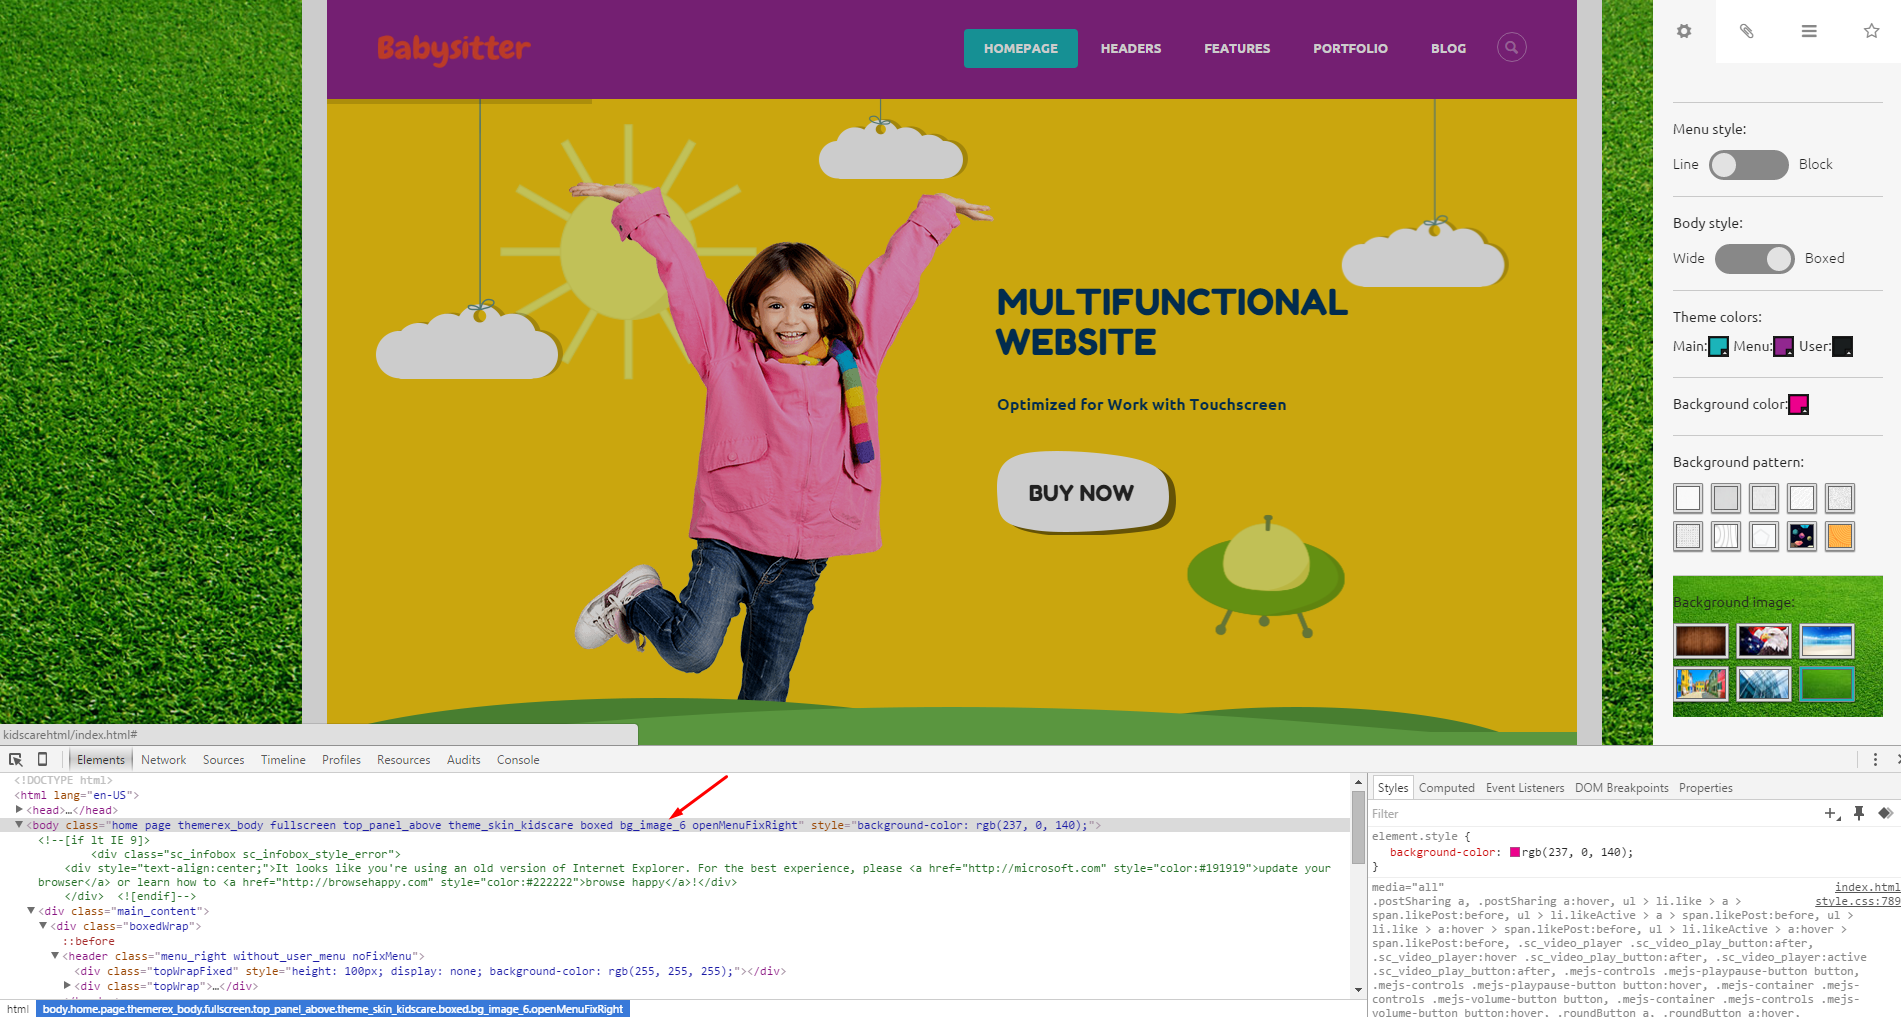 Babysitter
HOMEPAGE HEADERS FEATURES PORTFOLIO BLOG
MULTIFUNCTIONAL
WEBSITE
Optimized for Work with Touchscreen
BUY NOW
Menu style:
Line Block
Body style:
Wide Boxed
Theme colors:
Main: Menu: User:
Background color:
Background pattern:
Background image:
kidscarehtml/index.html#
Elements Network Sources Timeline Profiles Resources Audits Console
<!DOCTYPE html>
<html lang="en-US">
<head>…</head>
<body class="home page themerex_body fullscreen top_panel_above theme_skin_kidscare boxed bg_image_6 openMenuFixRight" style="background-color: rgb(237, 0, 140);">
<!--[if lt IE 9]>
<div class="sc_infobox sc_infobox_style_error">
<div style="text-align:center;">It looks like you're using an old version of Internet Explorer. For the best experience, please <a href="http://microsoft.com" style="color:#191919">update your
browser</a> or learn how to <a href="http://browsehappy.com" style="color:#222222">browse happy</a>!</div>
</div> <![endif]-->
<div class="main_content">
<div class="boxedWrap">
::before
<header class="menu_right without_user_menu noFixMenu">
<div class="topWrapFixed" style="height: 100px; display: none; background-color: rgb(255, 255, 255);"></div>
<div class="topWrap">…</div>
html body.home.page.themerex_body.fullscreen.top_panel_above.theme_skin_kidscare.boxed.bg_image_6.openMenuFixRight
Styles Computed Event Listeners DOM Breakpoints Properties
Filter
element.style {
background-color: rgb(237, 0, 140);
}
media="all" index.html
.postSharing a, .postSharing a:hover, ul > li.like > a > style.css:789
span.likePost:before, ul > li.likeActive > a > span.likePost:before, ul >
li.like > a:hover > span.likePost:before, ul > li.likeActive > a:hover >
span.likePost:before, .sc_video_player .sc_video_play_button:after,
.sc_video_player:hover .sc_video_play_button:after, .sc_video_player:active
.sc_video_play_button:after, .mejs-controls .mejs-playpause-button button,
.mejs-controls .mejs-playpause-button button:hover, .mejs-container .mejs-
controls .mejs-volume-button button, .mejs-container .mejs-controls .mejs-
volume-button button:hover, .roundButton a, .roundButton a:hover,